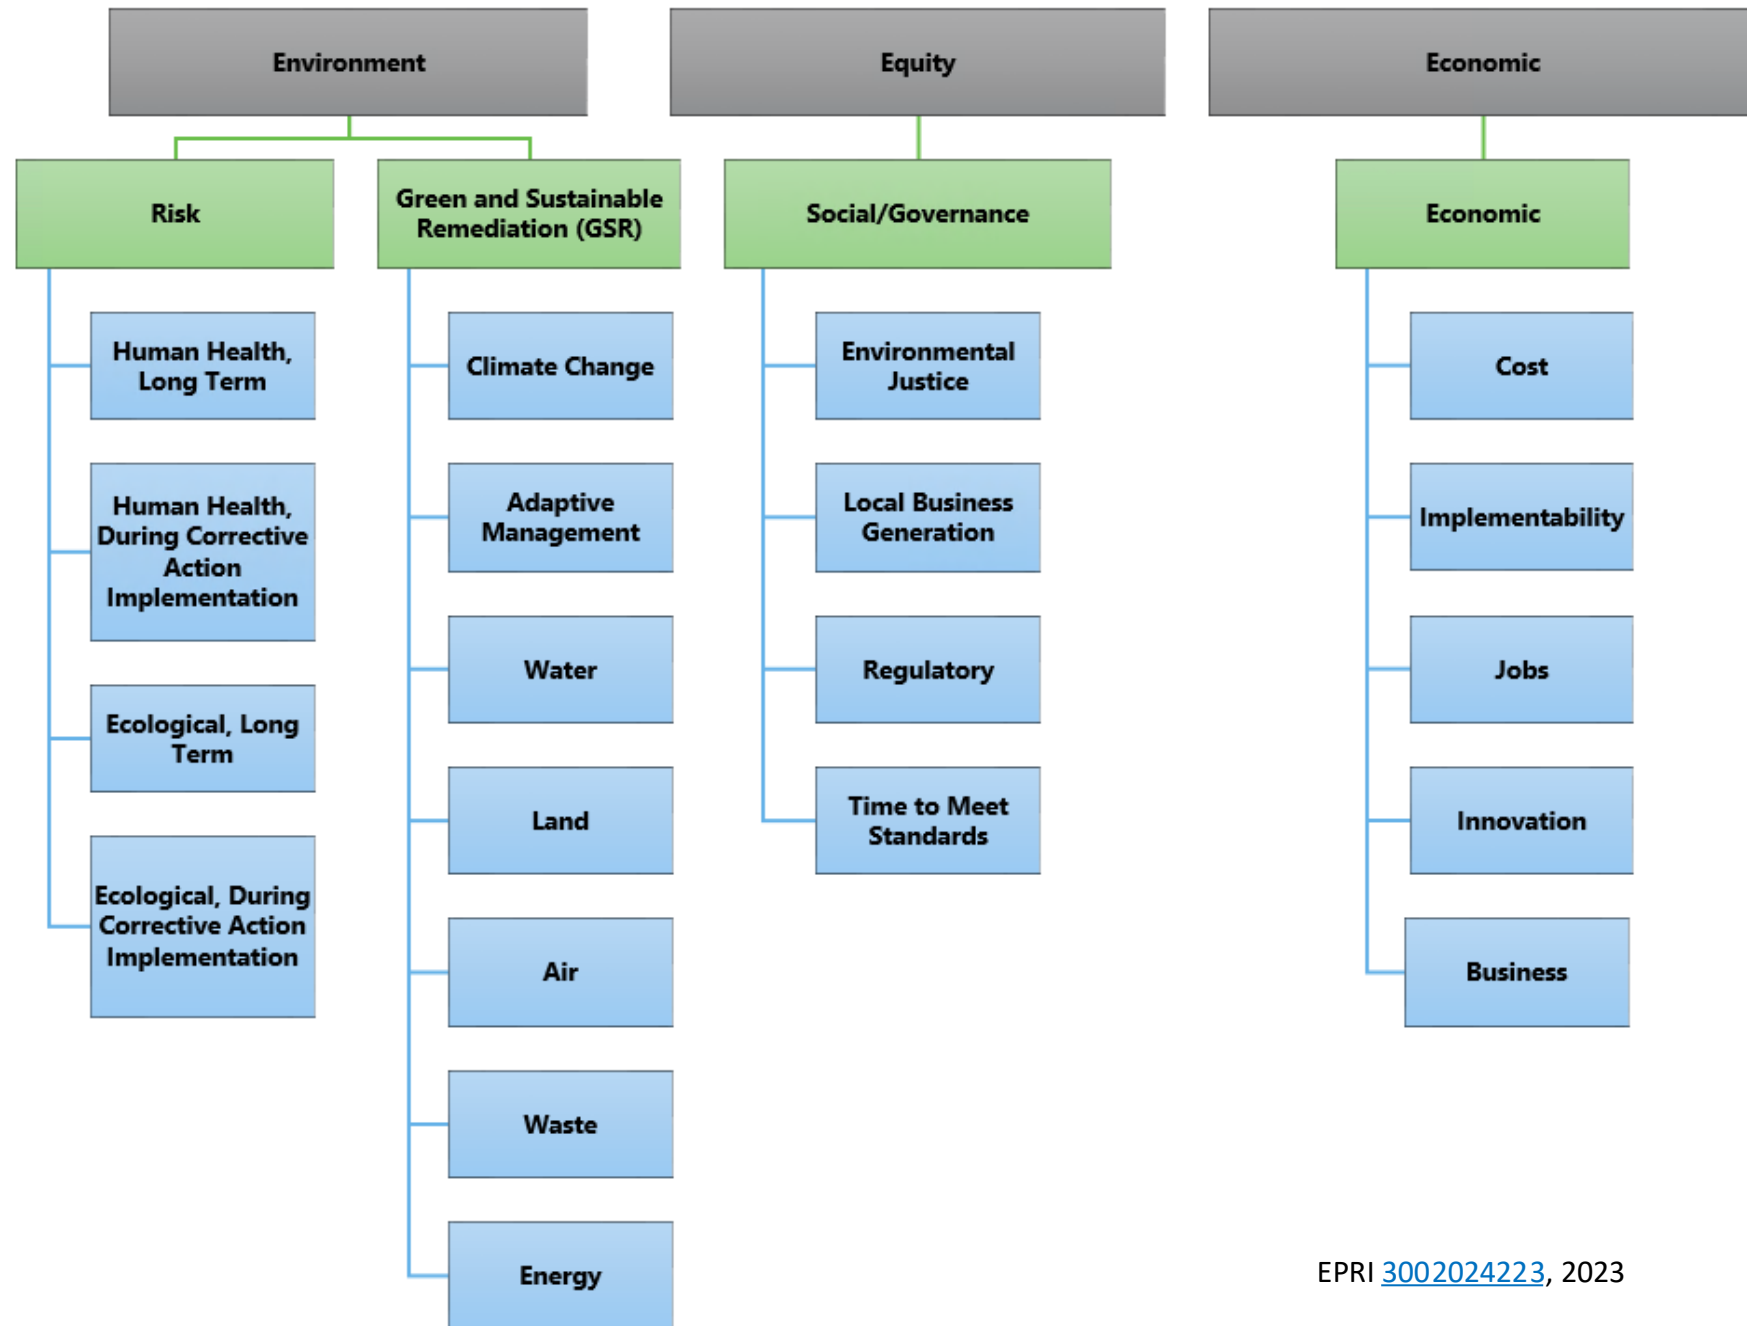 Environment
Equity
Economic
Risk
Green and Sustainable
Remediation (GSR)
Social/Governance
Economic
Human Health,
Long Term
Human Health,
During Corrective
Action
Implementation
Ecological, Long
Term
Ecological, During
Corrective Action
Implementation
Climate Change
Adaptive
Management
Water
Land
Air
Waste
Energy
Environmental
Justice
Local Business
Generation
Regulatory
Time to Meet
Standards
Cost
Implementability
Jobs
Innovation
Business
EPRI 3002024223, 2023